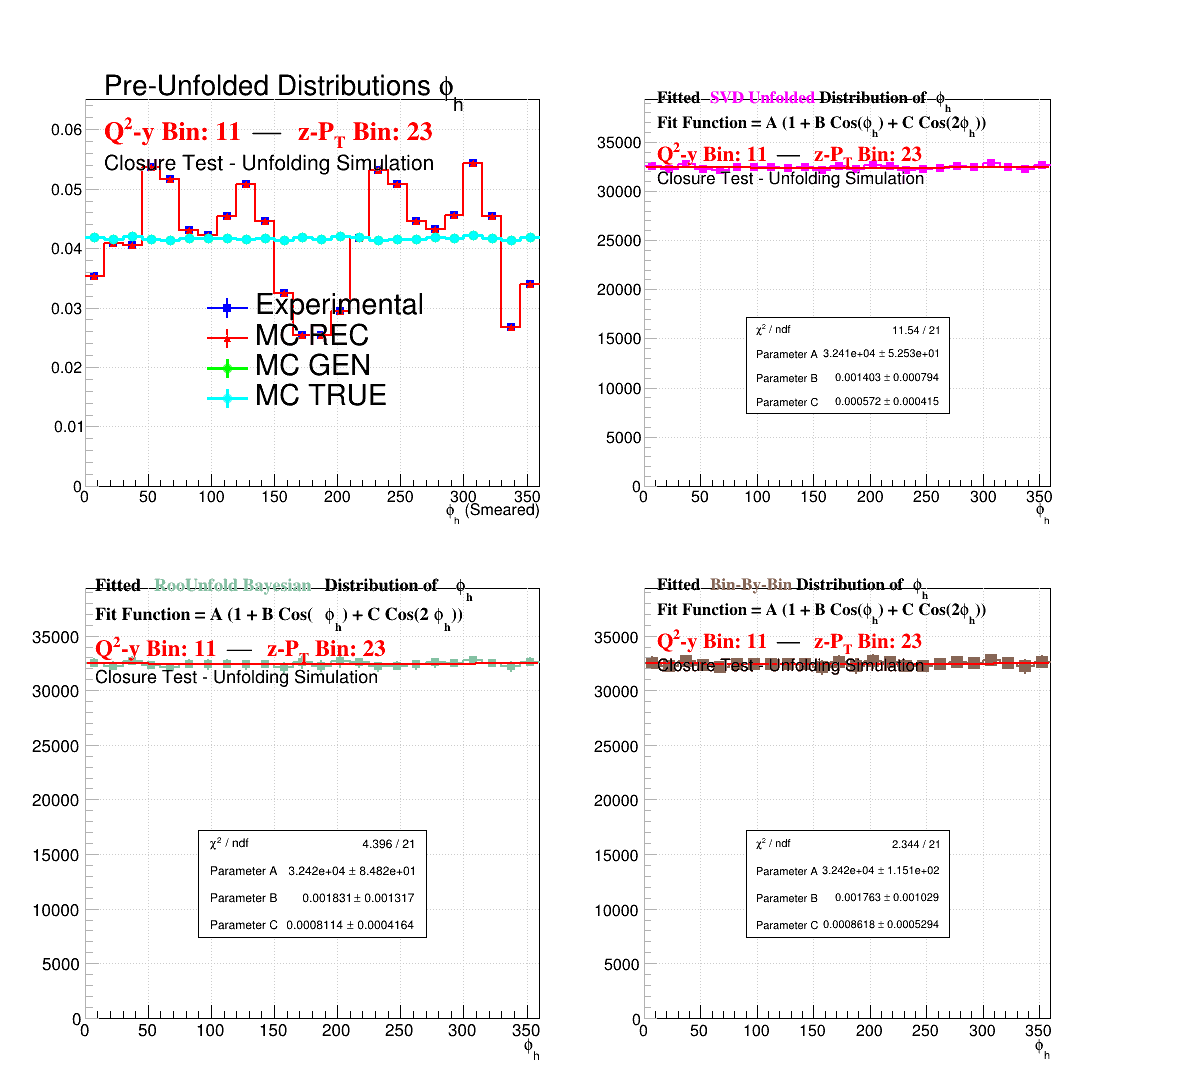 Pre-Unfolded Distributions ϕh
Q²-y Bin: 11 — z-PT Bin: 23
Closure Test - Unfolding Simulation
0.06
0.05
0.04
0.03
0.02
0.01
0
Experimental
MC REC
MC GEN
MC TRUE
0 50 100 150 200 250 300 350
ϕh (Smeared)
Fitted SVD Unfolded Distribution of ϕh
Fit Function = A (1 + B Cos(ϕh) + C Cos(2ϕh))
Q²-y Bin: 11 — z-PT Bin: 23
Closure Test - Unfolding Simulation
35000
30000
25000
20000
15000
10000
5000
0
χ² / ndf 11.54 / 21
Parameter A 3.241e+04 ± 5.253e+01
Parameter B 0.001403 ± 0.000794
Parameter C 0.000572 ± 0.000415
0 50 100 150 200 250 300 350
ϕh
Fitted RooUnfold Bayesian Distribution of ϕh
Fit Function = A (1 + B Cos( ϕh) + C Cos(2 ϕh))
Q²-y Bin: 11 — z-PT Bin: 23
Closure Test - Unfolding Simulation
35000
30000
25000
20000
15000
10000
5000
0
χ² / ndf 4.396 / 21
Parameter A 3.242e+04 ± 8.482e+01
Parameter B 0.001831 ± 0.001317
Parameter C 0.0008114 ± 0.0004164
0 50 100 150 200 250 300 350
ϕh
Fitted Bin-By-Bin Distribution of ϕh
Fit Function = A (1 + B Cos(ϕh) + C Cos(2ϕh))
Q²-y Bin: 11 — z-PT Bin: 23
Closure Test - Unfolding Simulation
35000
30000
25000
20000
15000
10000
5000
0
χ² / ndf 2.344 / 21
Parameter A 3.242e+04 ± 1.151e+02
Parameter B 0.001763 ± 0.001029
Parameter C 0.0008618 ± 0.0005294
0 50 100 150 200 250 300 350
ϕh